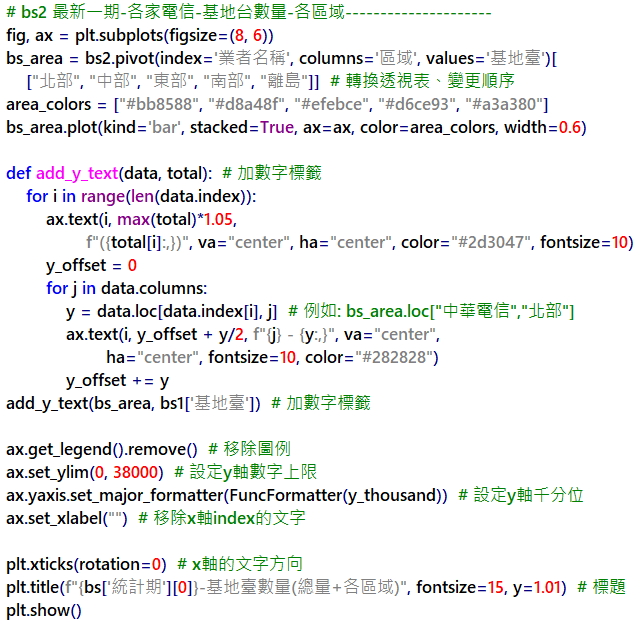 # bs2 最新一期-各家電信-基地台數量-各區域---------------------
fig, ax = plt.subplots(figsize=(8, 6))
bs_area = bs2.pivot(index='業者名稱', columns='區域', values='基地臺')[
    ["北部", "中部", "東部", "南部", "離島"]]  # 轉換透視表、變更順序
area_colors = ["#bb8588", "#d8a48f", "#efebce", "#d6ce93", "#a3a380"]
bs_area.plot(kind='bar', stacked=True, ax=ax, color=area_colors, width=0.6)

def add_y_text(data, total):  # 加數字標籤
    for i in range(len(data.index)):
        ax.text(i, max(total)*1.05,
                f"({total[i]:,})", va="center", ha="center", color="#2d3047", fontsize=10)
        y_offset = 0
        for j in data.columns:
            y = data.loc[data.index[i], j]  # 例如: bs_area.loc["中華電信","北部"]
            ax.text(i, y_offset + y/2, f"{j} - {y:,}", va="center",
                    ha="center", fontsize=10, color="#282828")
            y_offset += y
add_y_text(bs_area, bs1['基地臺'])  # 加數字標籤

ax.get_legend().remove()  # 移除圖例
ax.set_ylim(0, 38000)  # 設定y軸數字上限
ax.yaxis.set_major_formatter(FuncFormatter(y_thousand))  # 設定y軸千分位
ax.set_xlabel("")  # 移除x軸index的文字

plt.xticks(rotation=0)  # x軸的文字方向
plt.title(f"{bs['統計期'][0]}-基地臺數量(總量+各區域)", fontsize=15, y=1.01)  # 標題
plt.show()